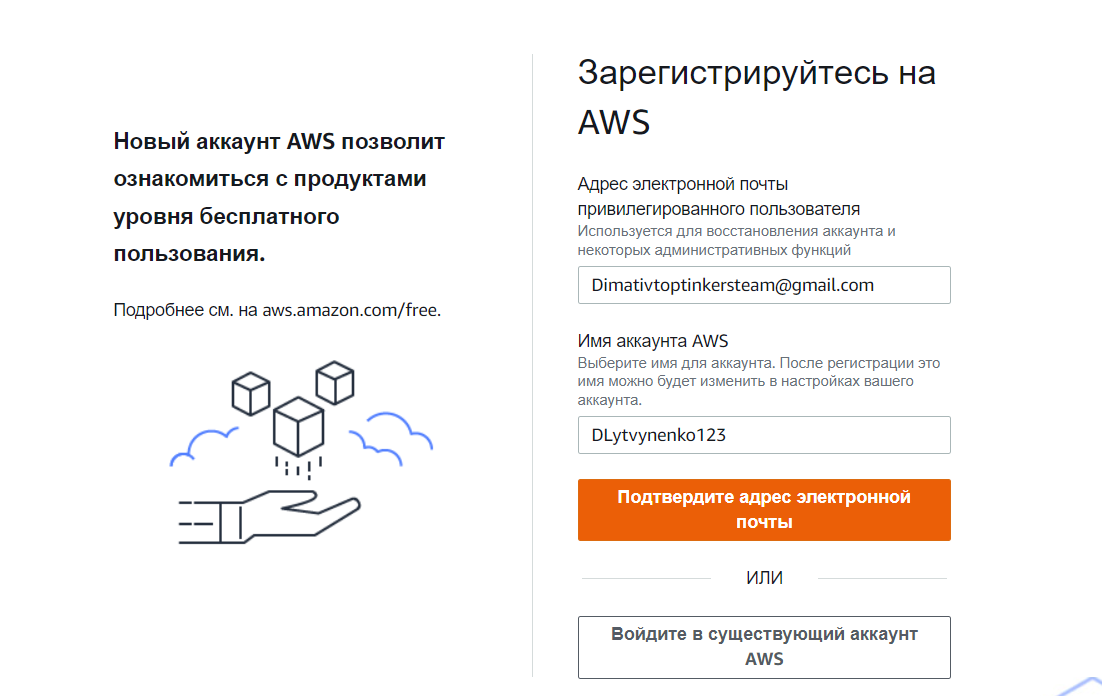 Новый аккаунт AWS позволит
ознакомиться с продуктами
уровня бесплатного
пользования.
Подробнее см. на aws.amazon.com/free.
Зарегистрируйтесь на
AWS
Адрес электронной почты
привилегированного пользователя
Используется для восстановления аккаунта и
некоторых административных функций
Dimativtoptinkersteam@gmail.com
Имя аккаунта AWS
Выберите имя для аккаунта. После регистрации это
имя можно будет изменить в настройках вашего
аккаунта.
DLytvynenko123
Подтвердите адрес электронной
почты
ИЛИ
Войдите в существующий аккаунт
AWS